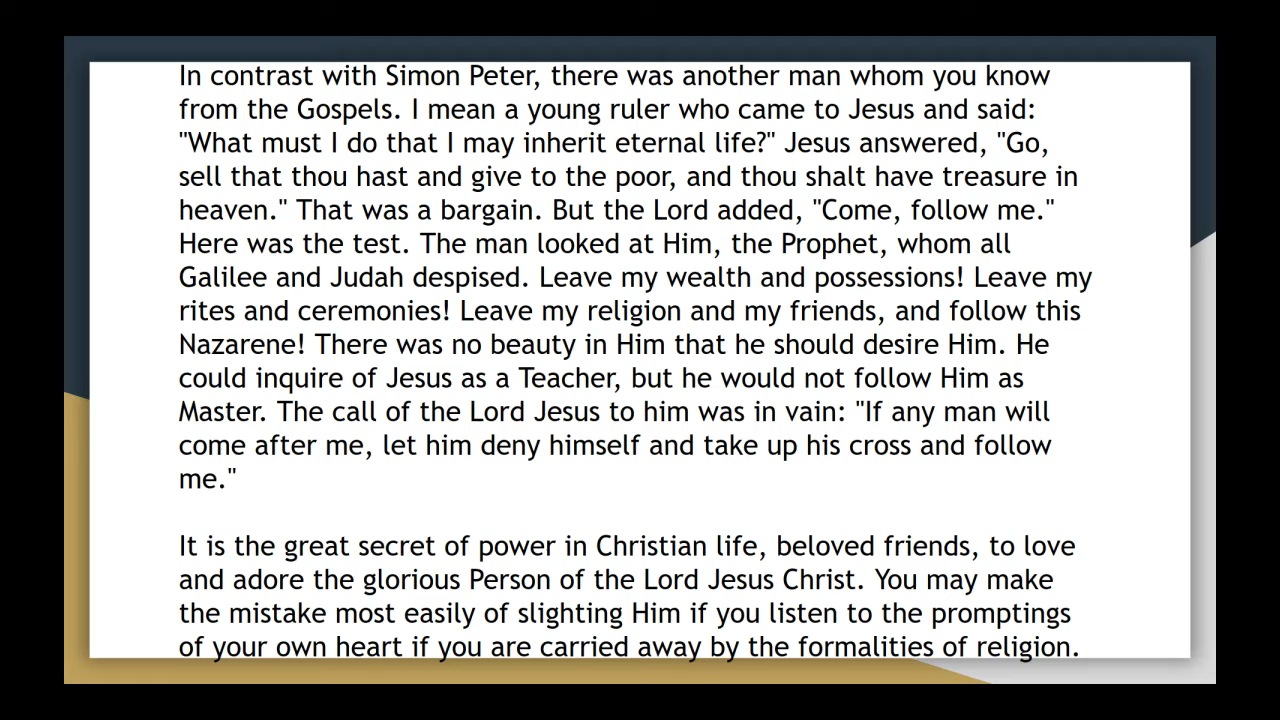 In contrast with Simon Peter, there was another man whom you know
from the Gospels. I mean a young ruler who came to Jesus and said:
"What must I do that I may inherit eternal life?" Jesus answered, "Go,
sell that thou hast and give to the poor, and thou shalt have treasure in
heaven." That was a bargain. But the Lord added, "Come, follow me."
Here was the test. The man looked at Him, the Prophet, whom all
Galilee and Judah despised. Leave my wealth and possessions! Leave my
rites and ceremonies! Leave my religion and my friends, and follow this
Nazarene! There was no beauty in Him that he should desire Him. He
could inquire of Jesus as a Teacher, but he would not follow Him as
Master. The call of the Lord Jesus to him was in vain: "If any man will
come after me, let him deny himself and take up his cross and follow
me."
It is the great secret of power in Christian life, beloved friends, to love
and adore the glorious Person of the Lord Jesus Christ. You may make
the mistake most easily of slighting Him if you listen to the promptings
of your own heart if you are carried away by the formalities of religion.